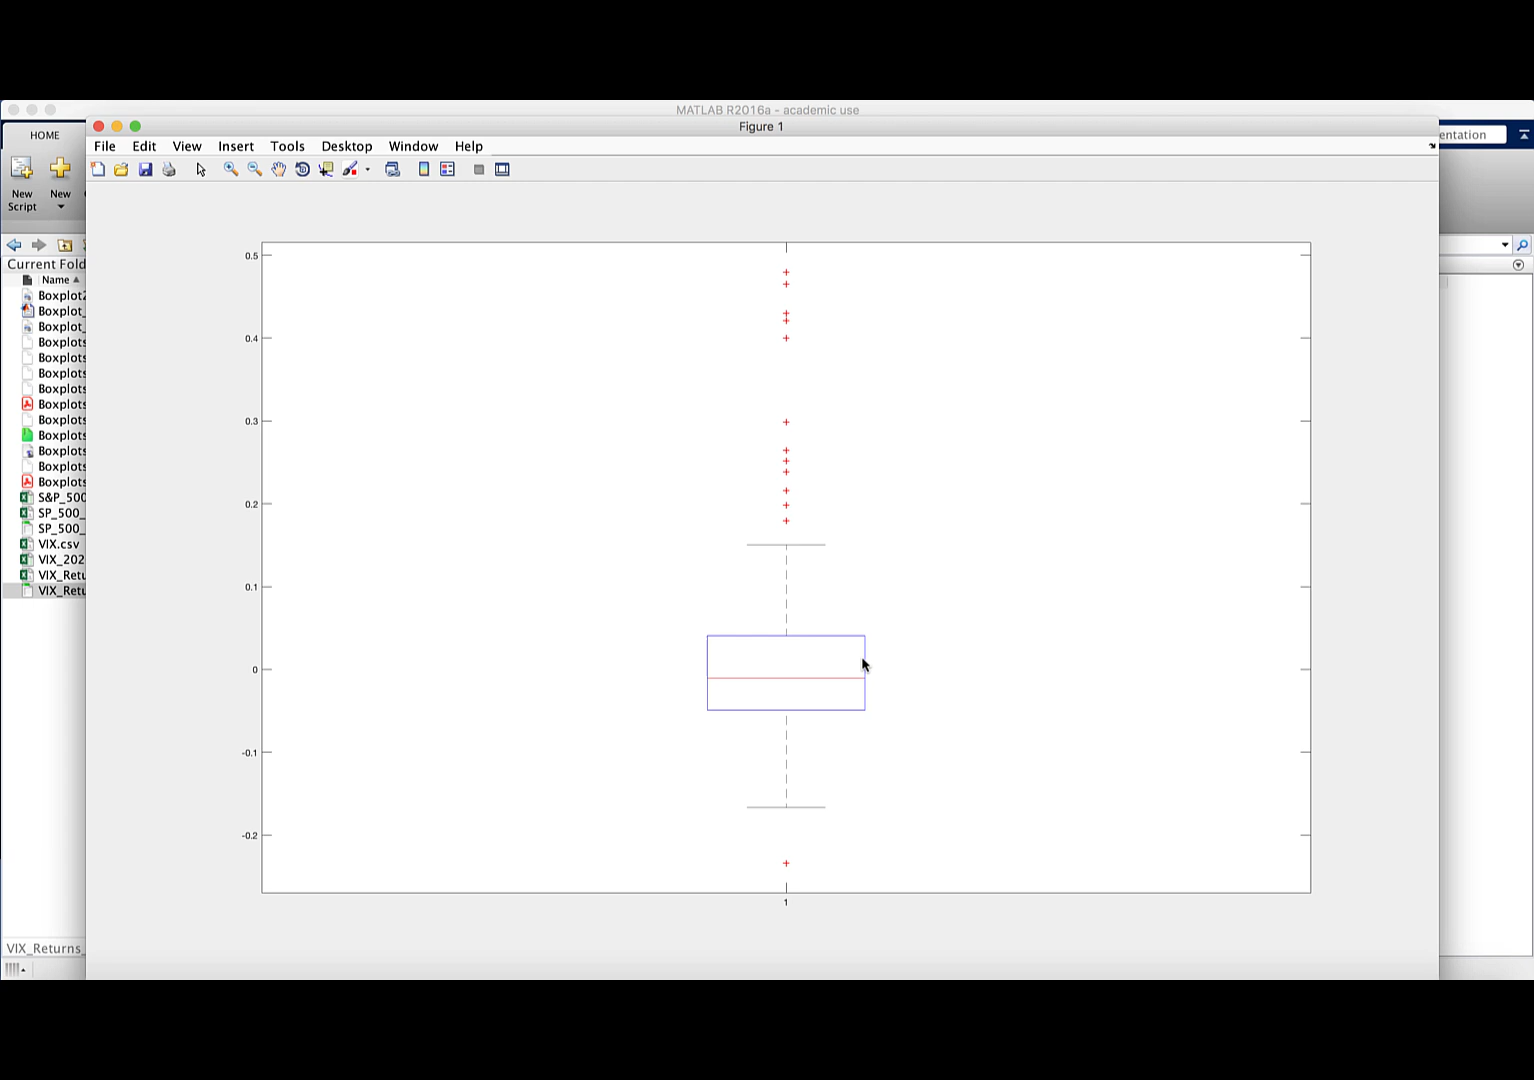 MATLAB R2016a - academic use
Figure 1
HOME
entation
File Edit View Insert Tools Desktop Window Help
New Script
New
Current Fold
Name
Boxplot2
Boxplot_
Boxplot_
Boxplots
Boxplots
Boxplots
Boxplots
Boxplots
Boxplots
Boxplots
Boxplots
Boxplots
Boxplots
S&P_500
SP_500_
SP_500_
VIX.csv
VIX_202
VIX_Retu
VIX_Retu
VIX_Returns_
0.5
0.4
0.3
0.2
0.1
0
-0.1
-0.2
1